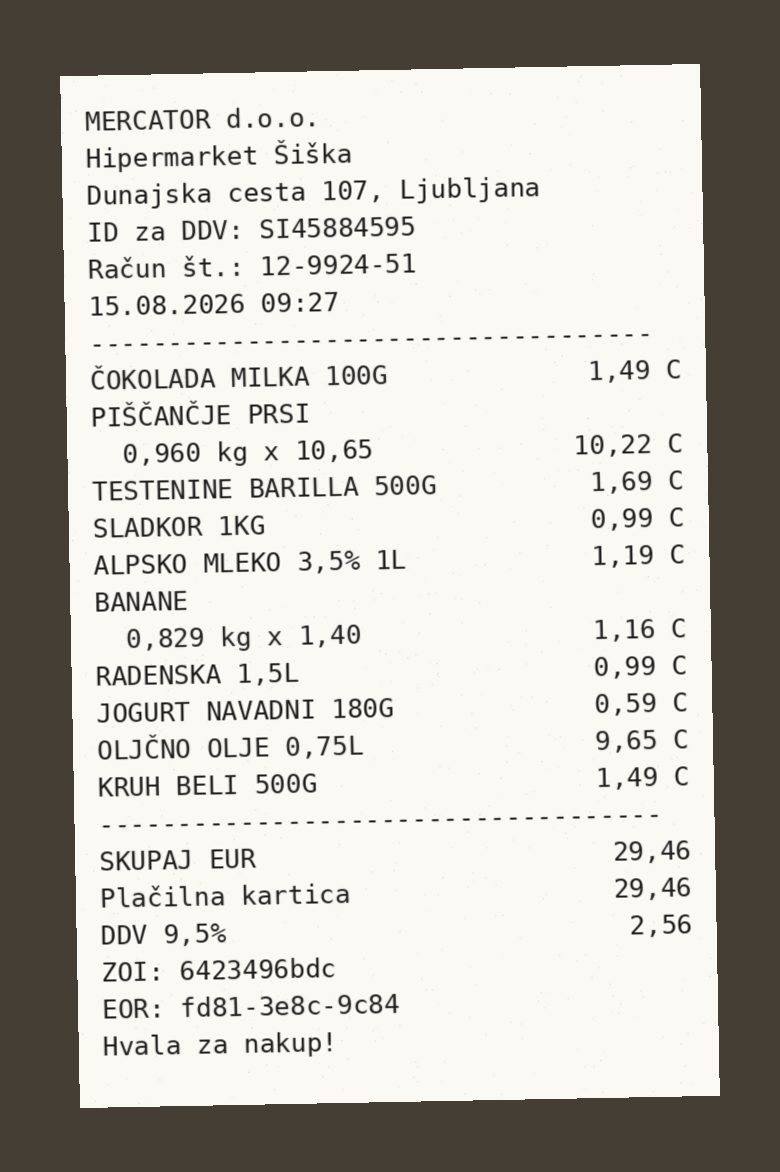 MERCATOR d.o.o.
Hipermarket Šiška
Dunajska cesta 107, Ljubljana
ID za DDV: SI45884595
Račun št.: 12-9924-51
15.08.2026 09:27
------------------------------------
ČOKOLADA MILKA 100G 1,49 C
PIŠČANČJE PRSI
0,960 kg x 10,65 10,22 C
TESTENINE BARILLA 500G 1,69 C
SLADKOR 1KG 0,99 C
ALPSKO MLEKO 3,5% 1L 1,19 C
BANANE
0,829 kg x 1,40 1,16 C
RADENSKA 1,5L 0,99 C
JOGURT NAVADNI 180G 0,59 C
OLJČNO OLJE 0,75L 9,65 C
KRUH BELI 500G 1,49 C
------------------------------------
SKUPAJ EUR 29,46
Plačilna kartica 29,46
DDV 9,5% 2,56
ZOI: 6423496bdc
EOR: fd81-3e8c-9c84
Hvala za nakup!